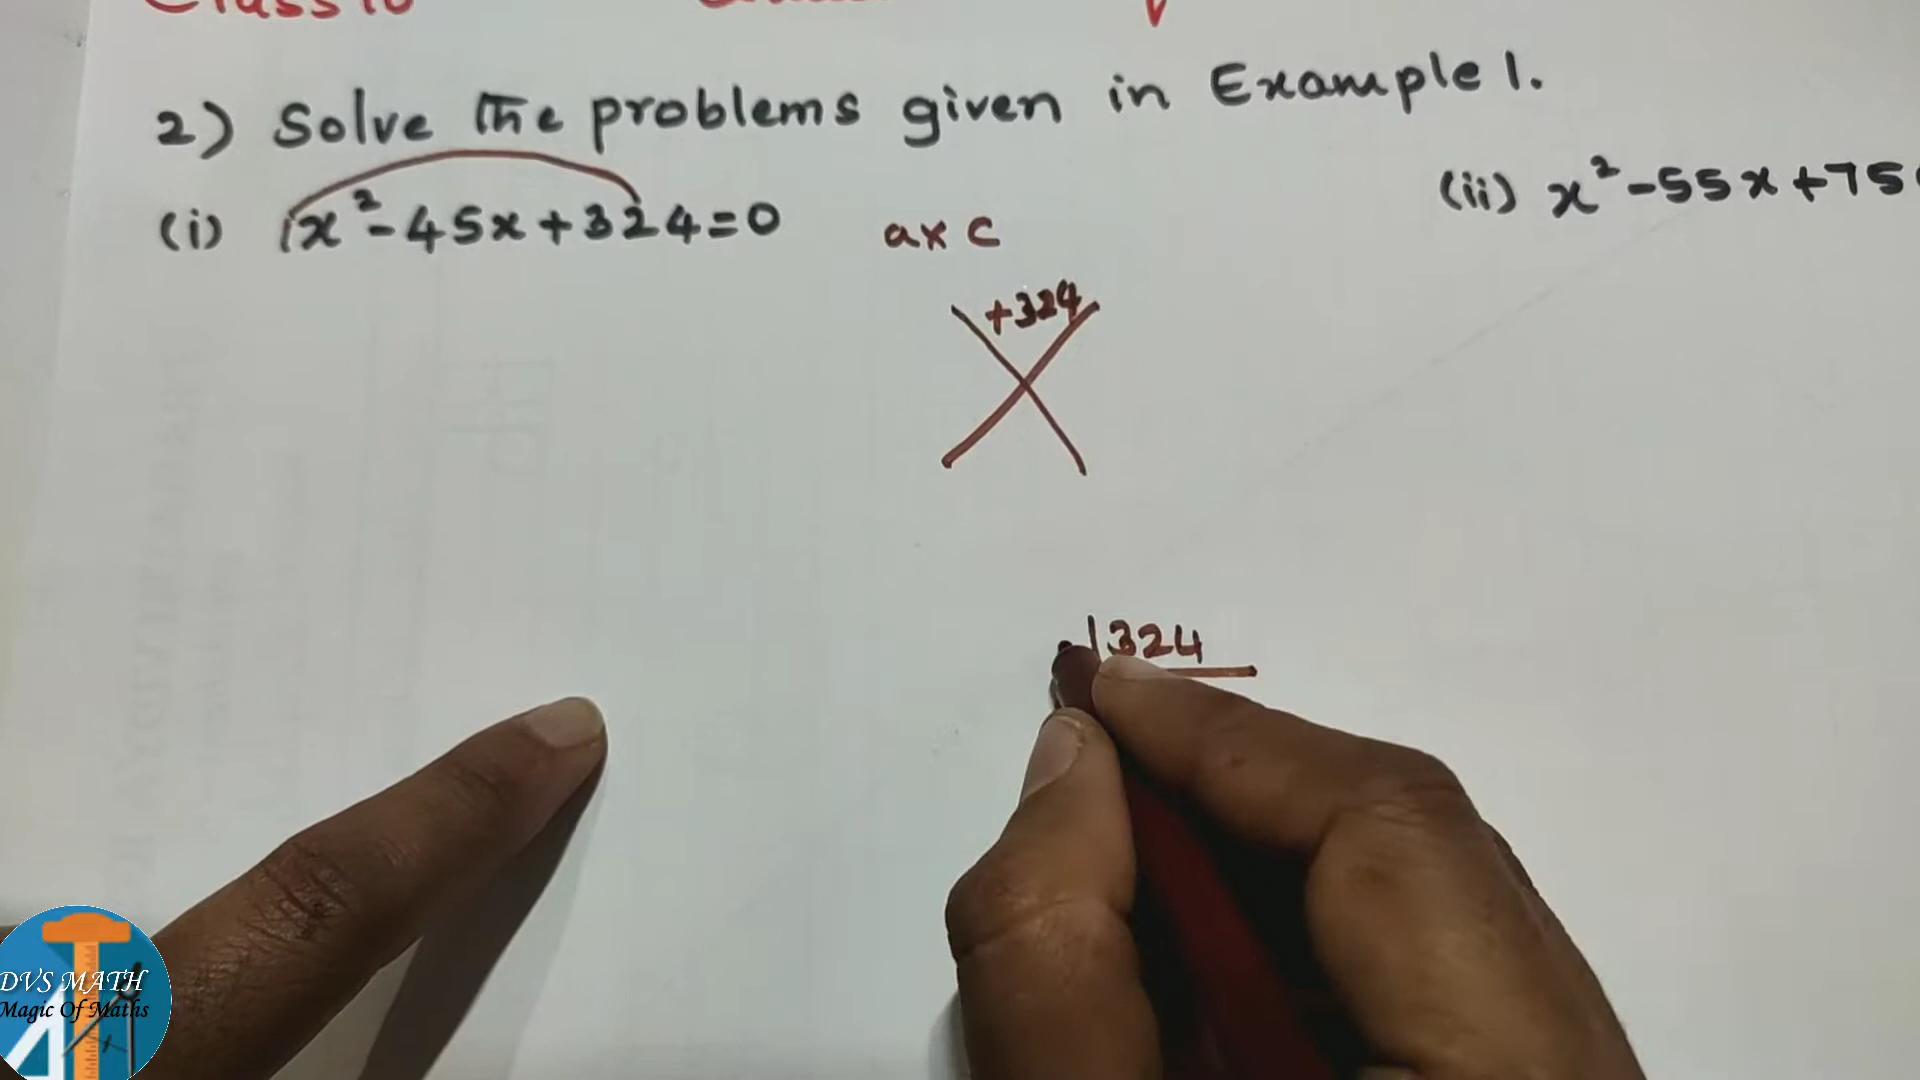 2) Solve the problems given in Example 1.
(i) 1x²-45x+324=0
a x c
(ii) x²-55x+75
+324
324
DVS MATH
Magic Of Maths